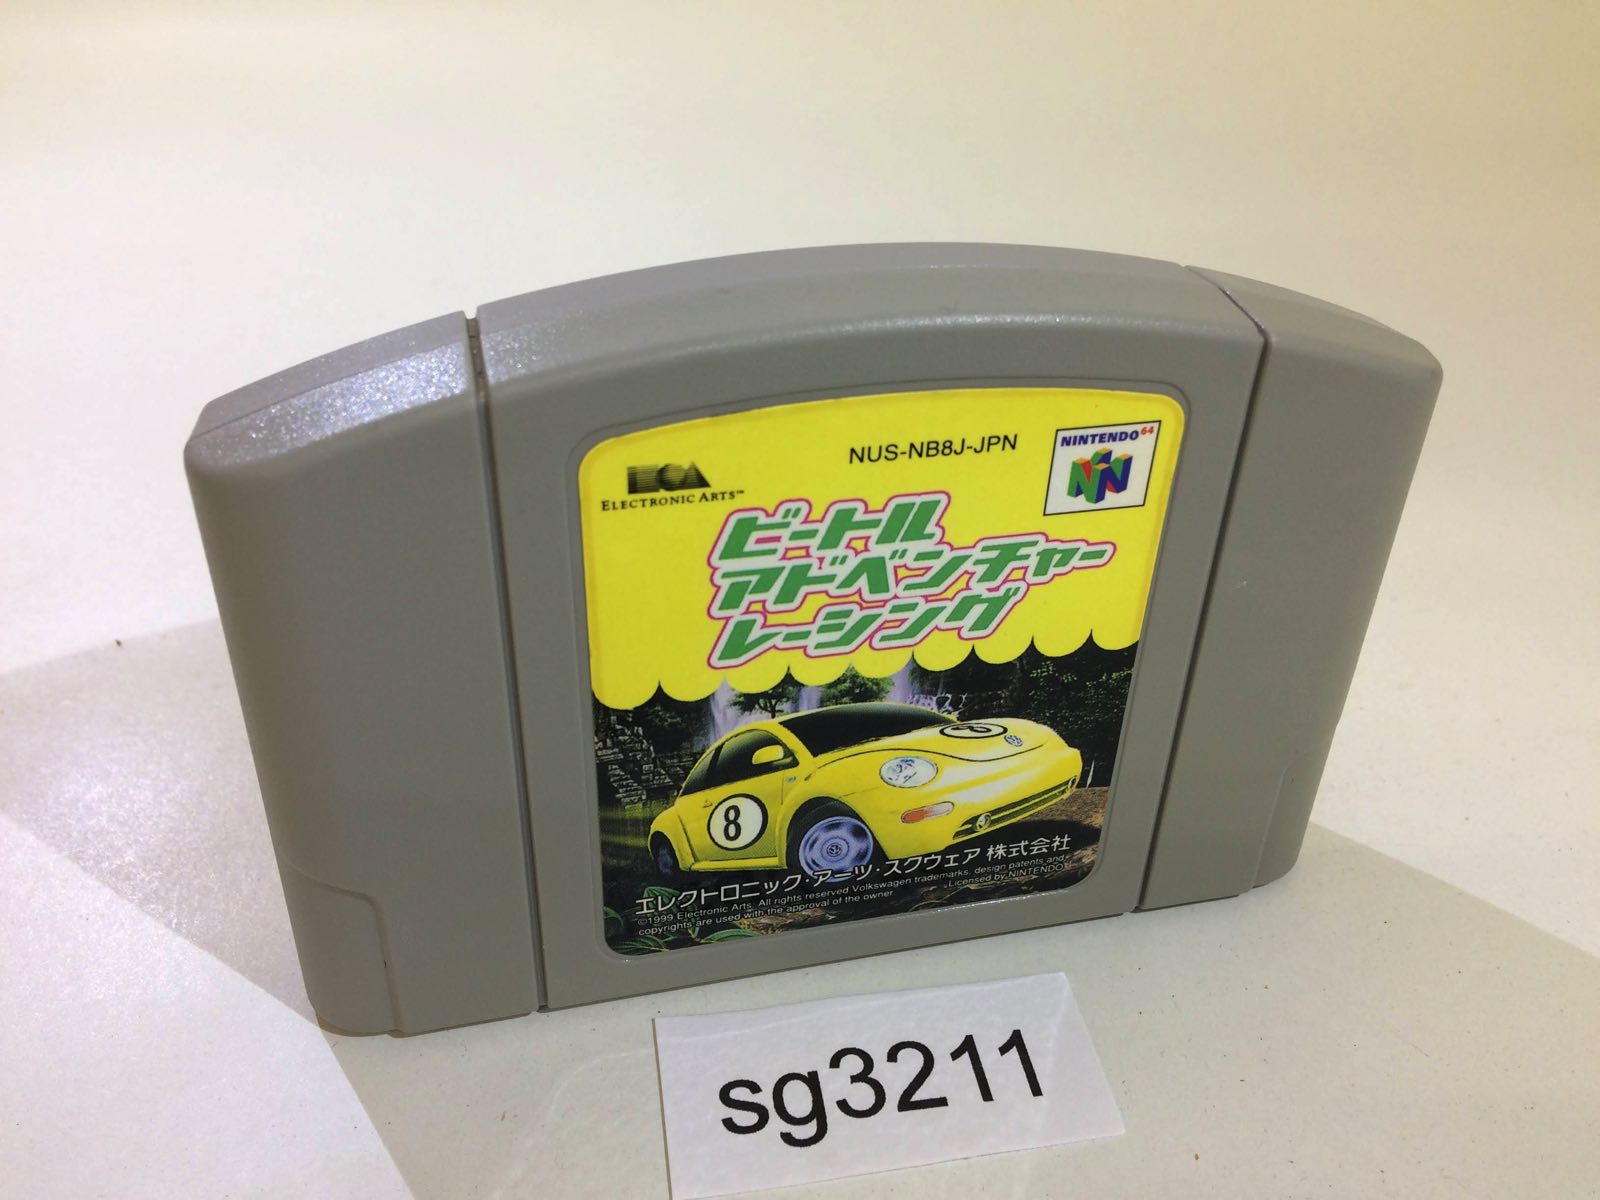 NUS-NB8J-JPN
NINTENDO 64
ELECTRONIC ARTS™
ビートル
アドベンチャー
レーシング
8
8
エレクトロニック・アーツ・スクウェア 株式会社
©1999 Electronic Arts. All rights reserved Volkswagen trademarks, design patents and
copyrights are used with the approval of the owner
Licensed by NINTENDO
sg3211